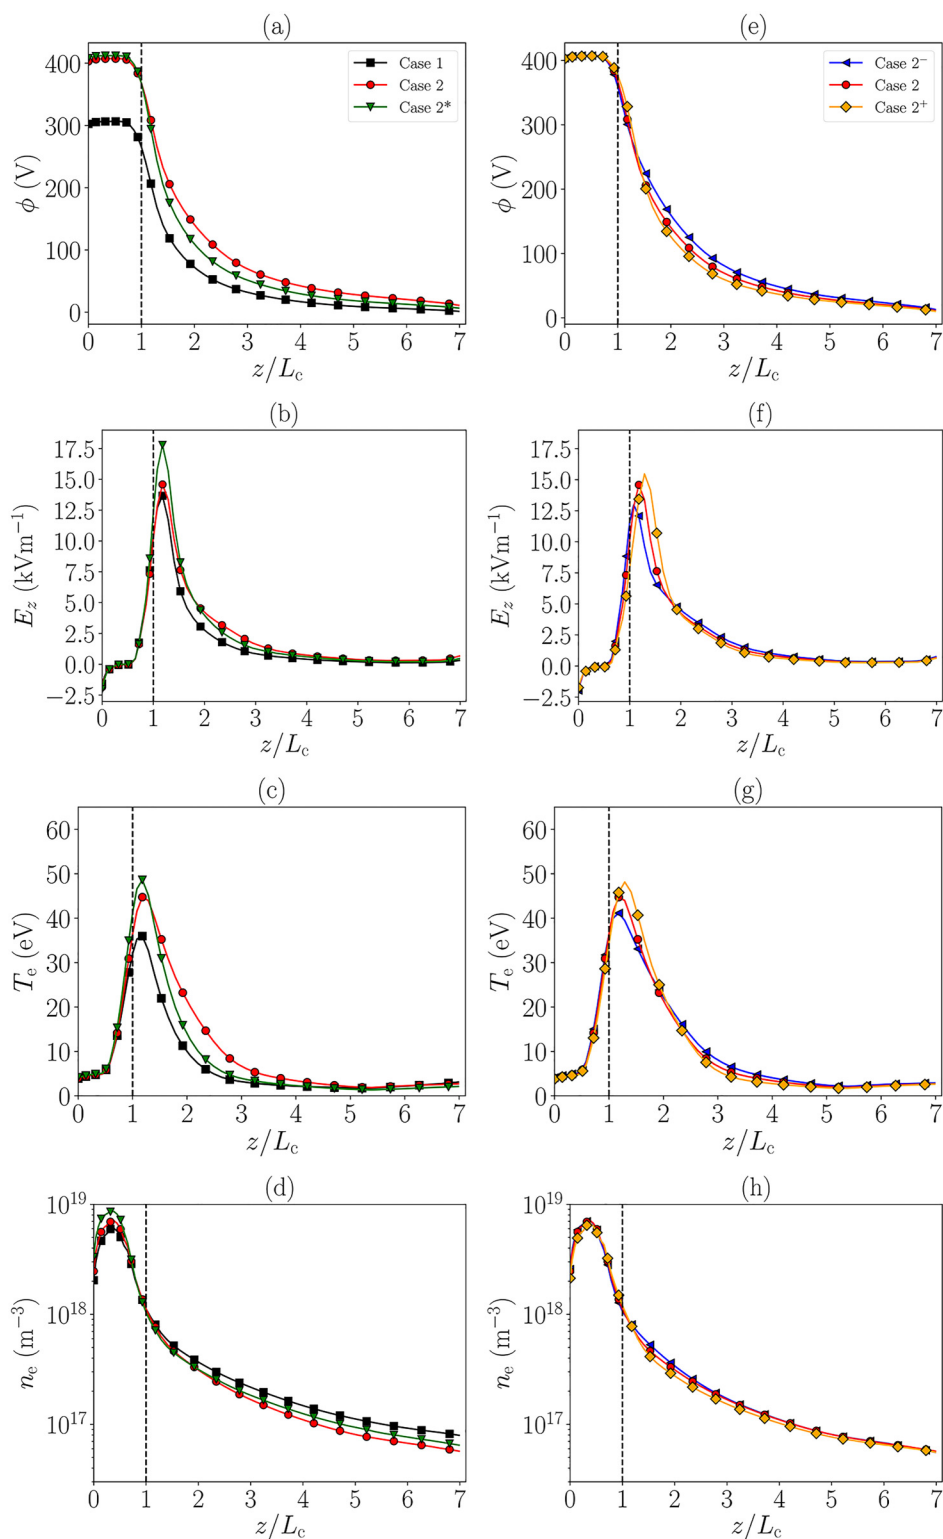 (a)
400
300
200
100
0
ϕ (V)
Case 1
Case 2
Case 2*
0 1 2 3 4 5 6 7
z/L_c
(e)
400
300
200
100
0
ϕ (V)
Case 2⁻
Case 2
Case 2⁺
0 1 2 3 4 5 6 7
z/L_c
(b)
17.5
15.0
12.5
10.0
7.5
5.0
2.5
0.0
−2.5
E_z (kVm⁻¹)
0 1 2 3 4 5 6 7
z/L_c
(f)
17.5
15.0
12.5
10.0
7.5
5.0
2.5
0.0
−2.5
E_z (kVm⁻¹)
0 1 2 3 4 5 6 7
z/L_c
(c)
60
50
40
30
20
10
0
T_e (eV)
0 1 2 3 4 5 6 7
z/L_c
(g)
60
50
40
30
20
10
0
T_e (eV)
0 1 2 3 4 5 6 7
z/L_c
(d)
10¹⁹
10¹⁸
10¹⁷
n_e (m⁻³)
0 1 2 3 4 5 6 7
z/L_c
(h)
10¹⁹
10¹⁸
10¹⁷
n_e (m⁻³)
0 1 2 3 4 5 6 7
z/L_c